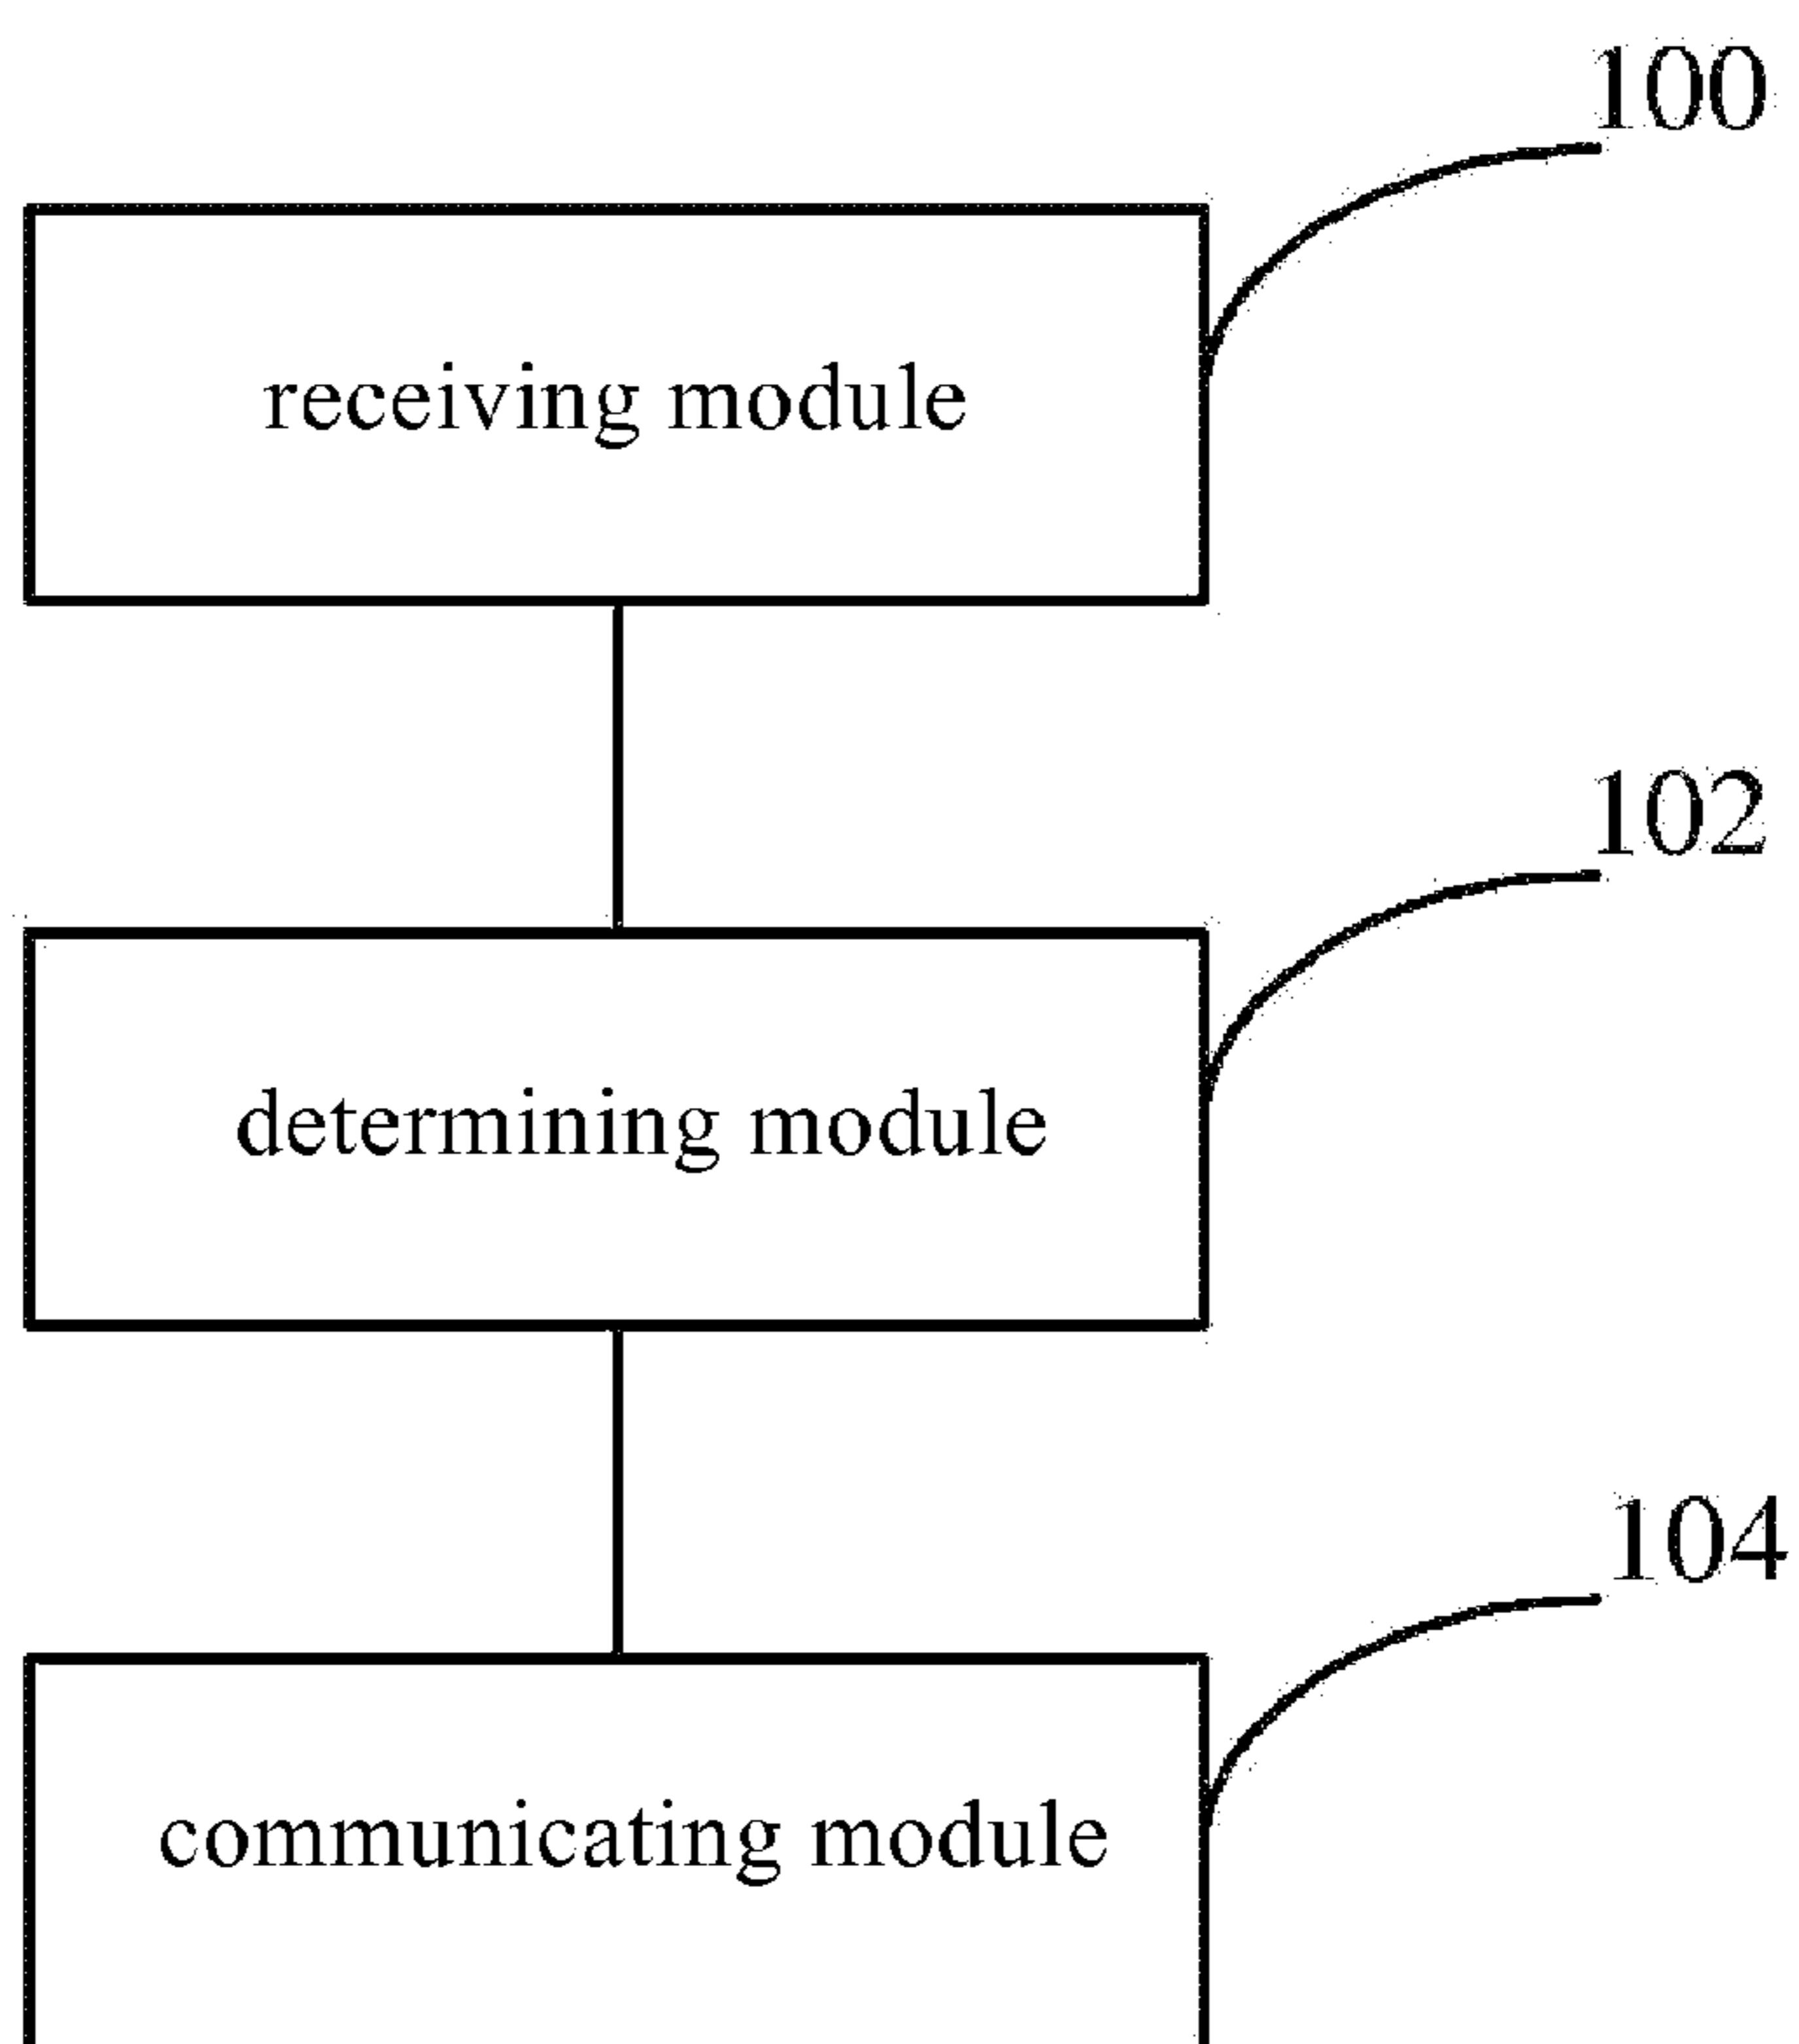 100
receiving module
102
determining module
104
communicating module